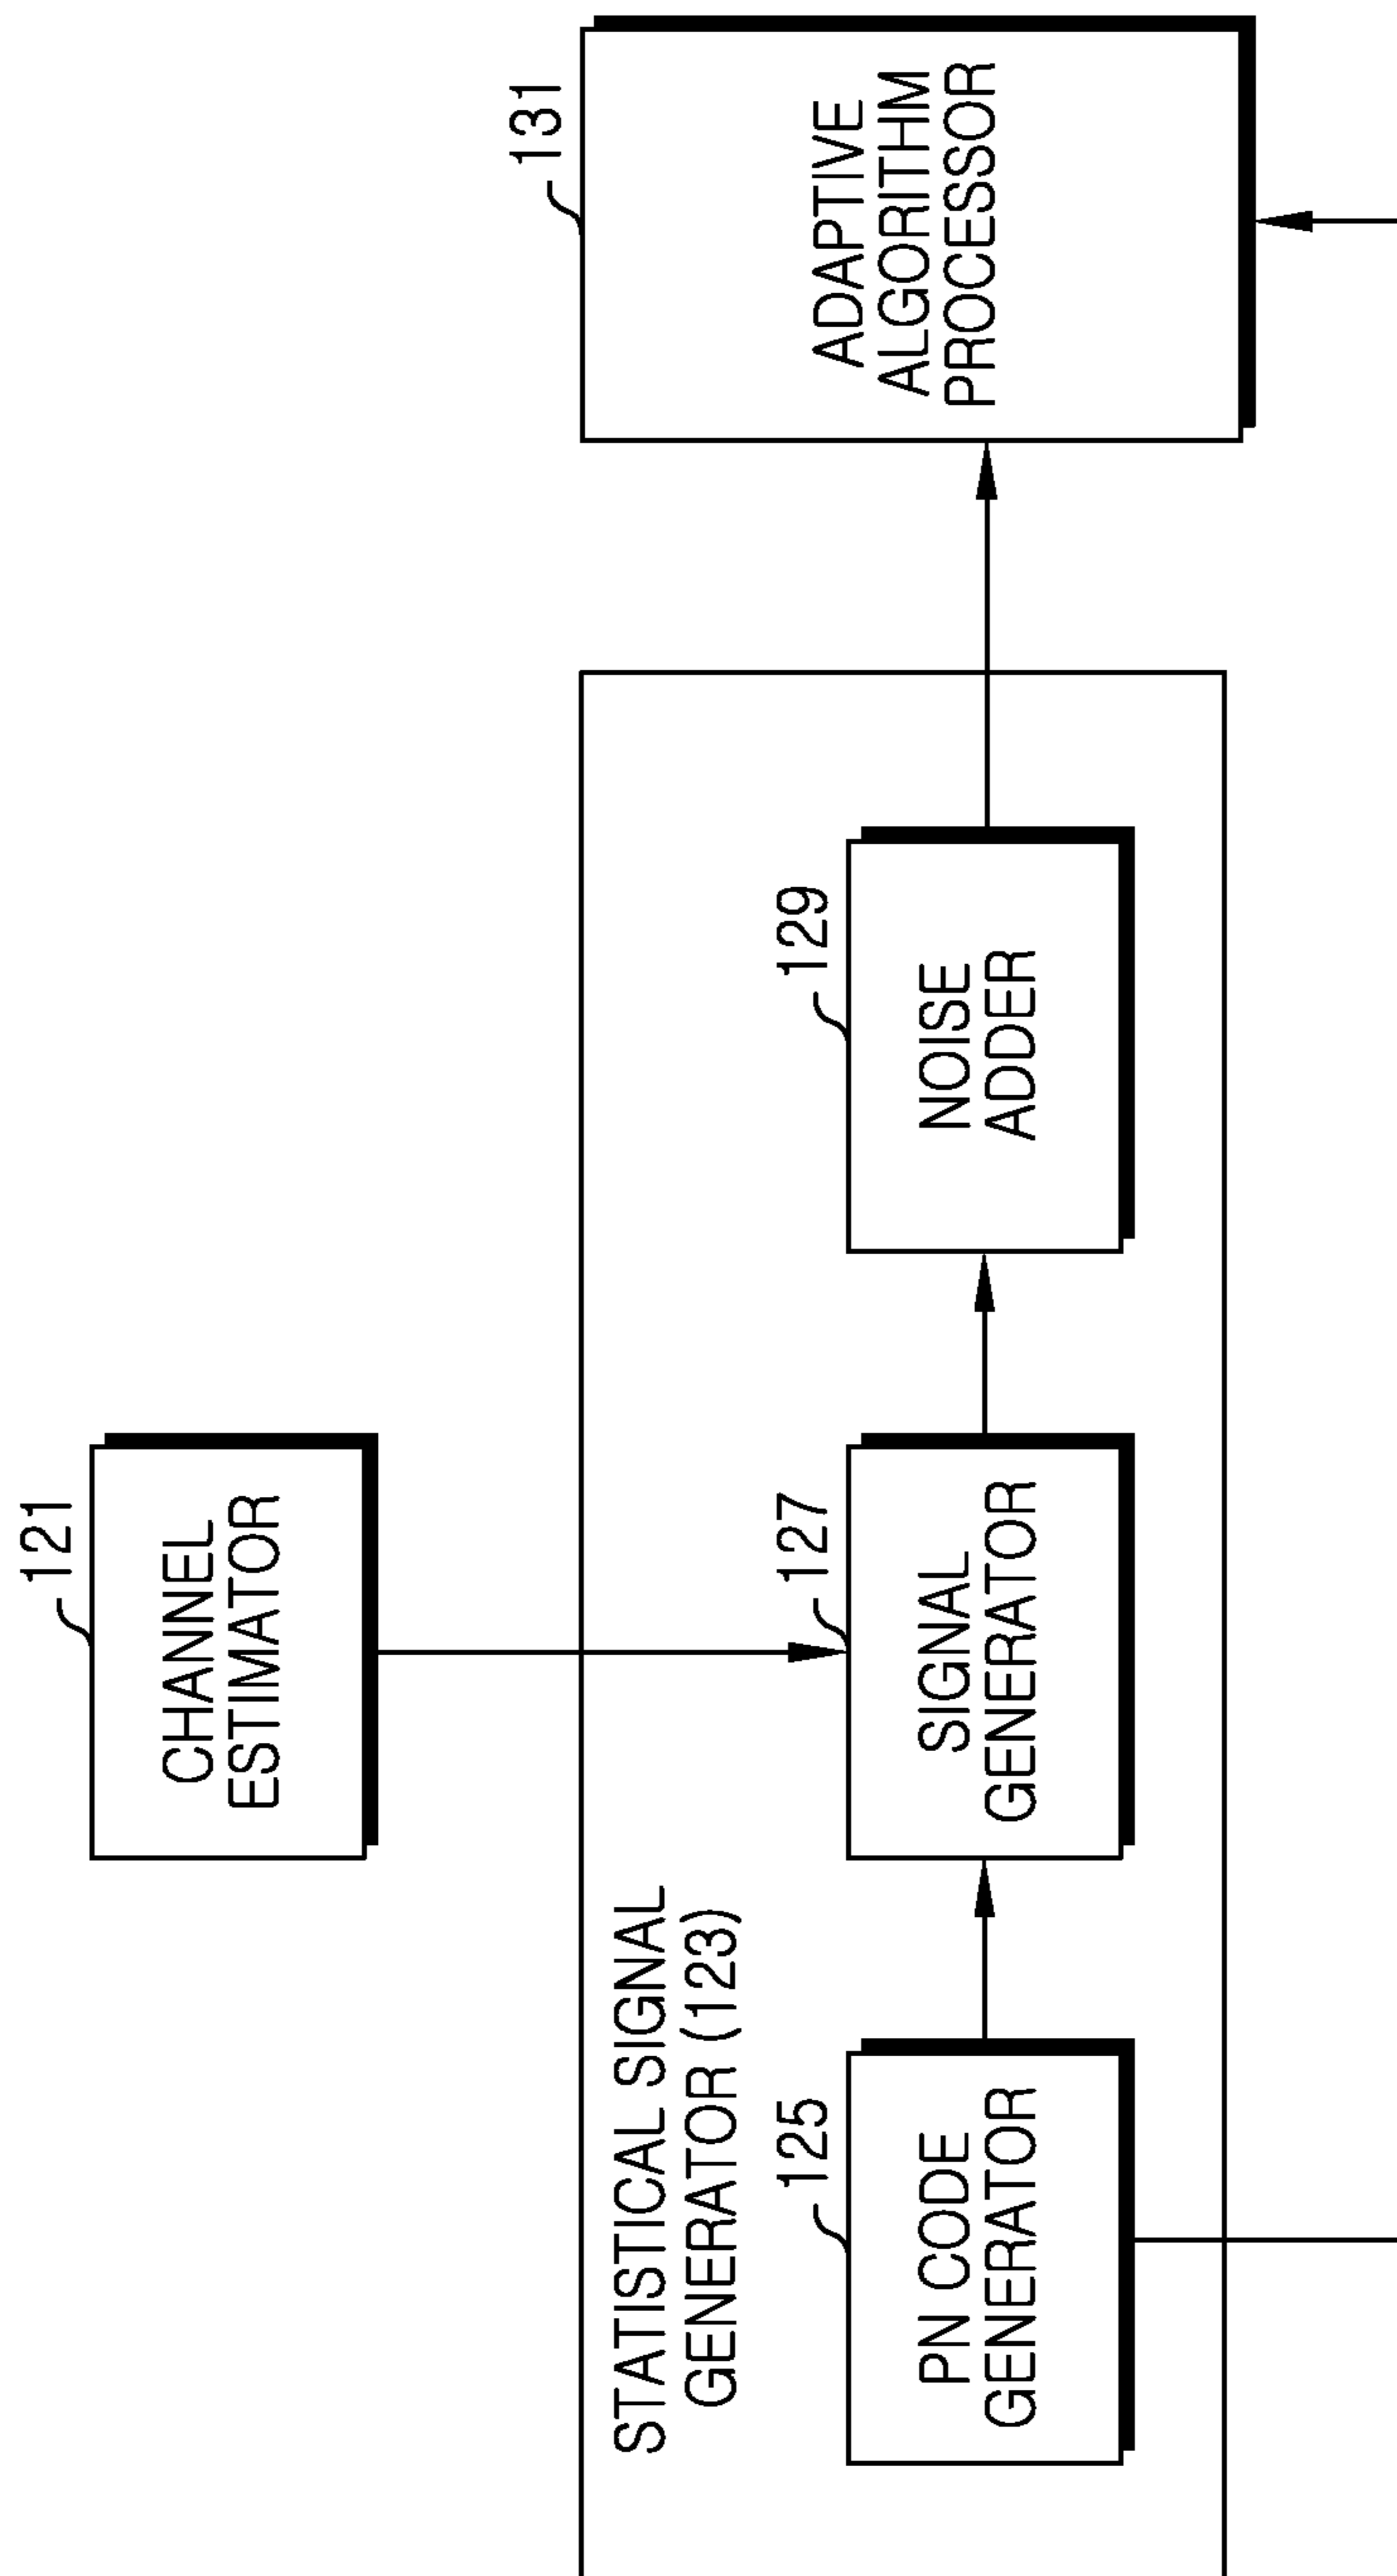 121
CHANNEL
ESTIMATOR
STATISTICAL SIGNAL
GENERATOR (123)
125
PN CODE
GENERATOR
127
SIGNAL
GENERATOR
129
NOISE
ADDER
131
ADAPTIVE
ALGORITHM
PROCESSOR